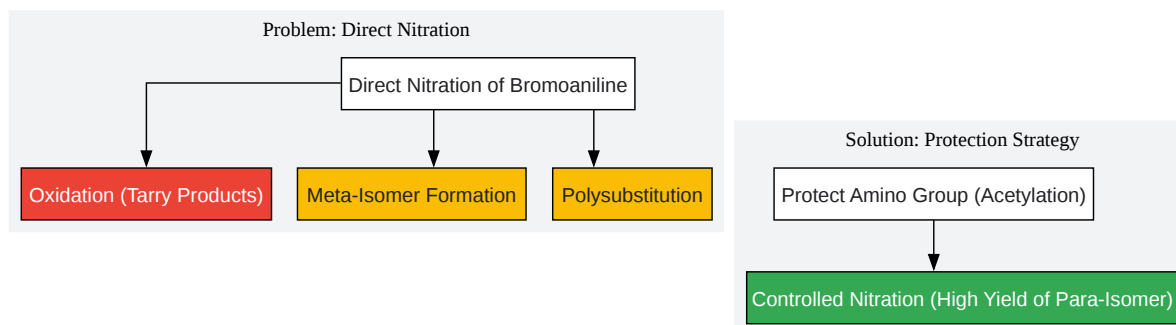 Problem: Direct Nitration
Direct Nitration of Bromoaniline
Oxidation (Tarry Products)
Meta-Isomer Formation
Polysubstitution
Solution: Protection Strategy
Protect Amino Group (Acetylation)
Controlled Nitration (High Yield of Para-Isomer)